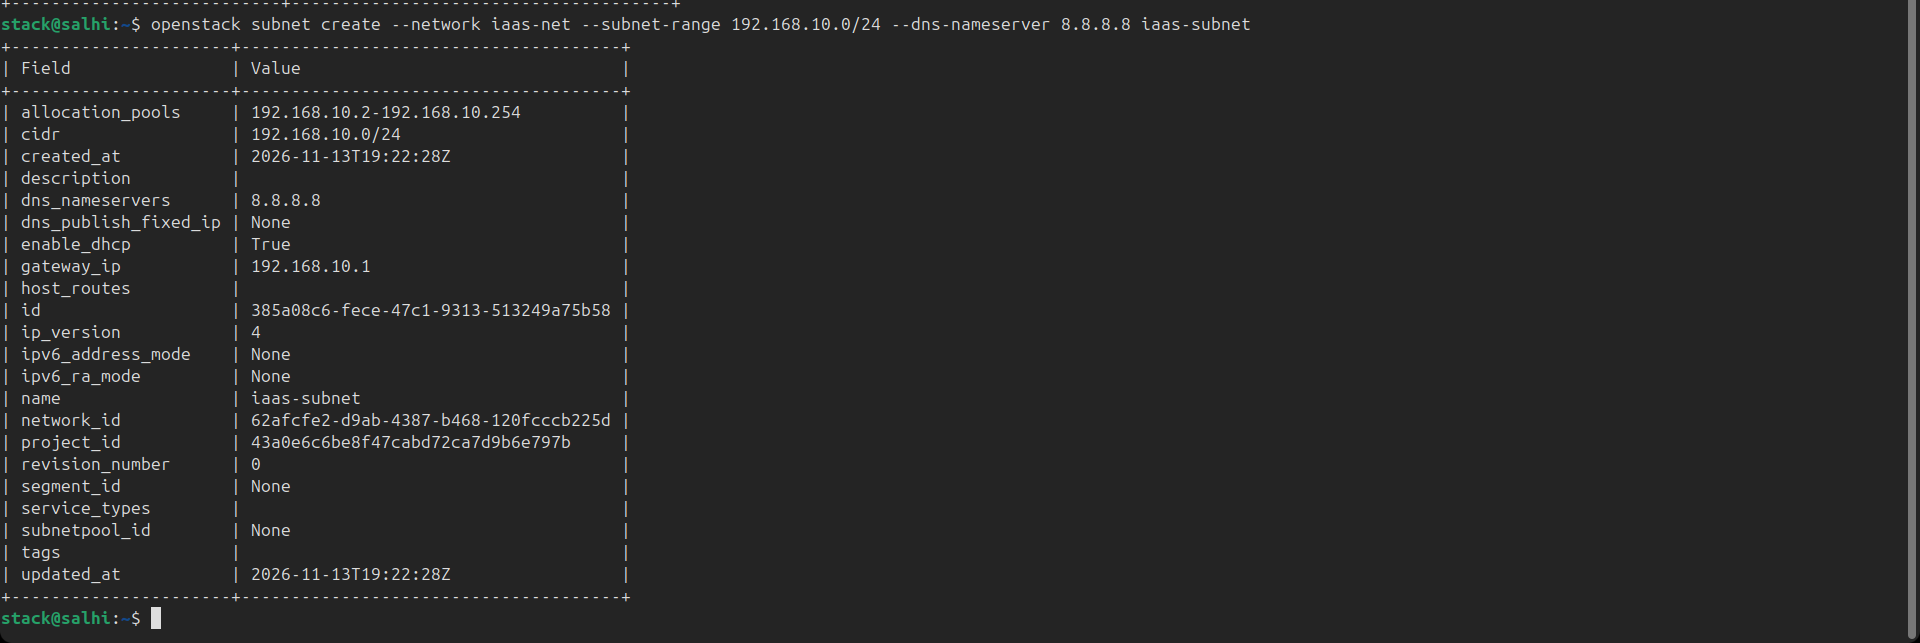 +----------------------------+--------------------------------------+
stack@salhi:~$ openstack subnet create --network iaas-net --subnet-range 192.168.10.0/24 --dns-nameserver 8.8.8.8 iaas-subnet
+----------------------+--------------------------------------+
| Field                | Value                                |
+----------------------+--------------------------------------+
| allocation_pools     | 192.168.10.2-192.168.10.254          |
| cidr                 | 192.168.10.0/24                      |
| created_at           | 2026-11-13T19:22:28Z                 |
| description          |                                      |
| dns_nameservers      | 8.8.8.8                              |
| dns_publish_fixed_ip | None                                 |
| enable_dhcp          | True                                 |
| gateway_ip           | 192.168.10.1                         |
| host_routes          |                                      |
| id                   | 385a08c6-fece-47c1-9313-513249a75b58 |
| ip_version           | 4                                    |
| ipv6_address_mode    | None                                 |
| ipv6_ra_mode         | None                                 |
| name                 | iaas-subnet                          |
| network_id           | 62afcfe2-d9ab-4387-b468-120fcccb225d |
| project_id           | 43a0e6c6be8f47cabd72ca7d9b6e797b     |
| revision_number      | 0                                    |
| segment_id           | None                                 |
| service_types        |                                      |
| subnetpool_id        | None                                 |
| tags                 |                                      |
| updated_at           | 2026-11-13T19:22:28Z                 |
+----------------------+--------------------------------------+
stack@salhi:~$